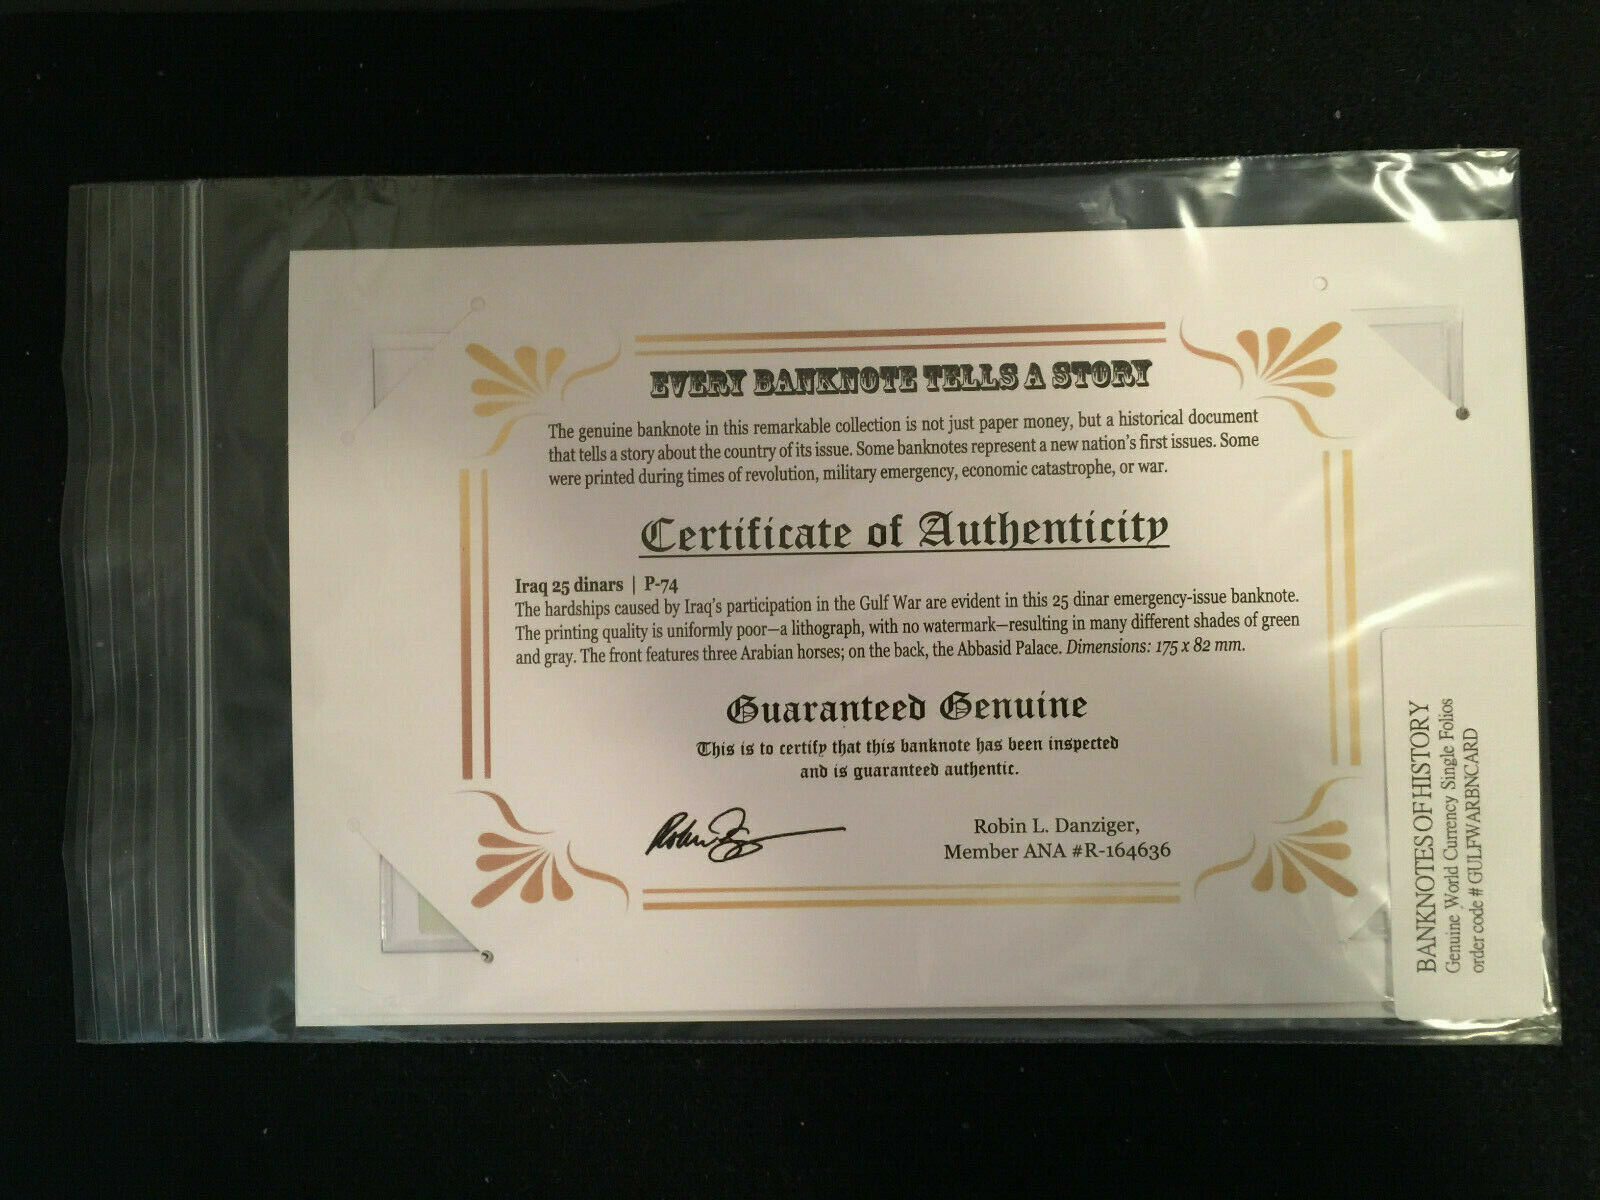 EVERY BANKNOTE TELLS A STORY
The genuine banknote in this remarkable collection is not just paper money, but a historical document
that tells a story about the country of its issue. Some banknotes represent a new nation's first issues. Some
were printed during times of revolution, military emergency, economic catastrophe, or war.
Certificate of Authenticity
Iraq 25 dinars | P-74
The hardships caused by Iraq's participation in the Gulf War are evident in this 25 dinar emergency-issue banknote.
The printing quality is uniformly poor—a lithograph, with no watermark—resulting in many different shades of green
and gray. The front features three Arabian horses; on the back, the Abbasid Palace. Dimensions: 175 x 82 mm.
Guaranteed Genuine
This is to certify that this banknote has been inspected
and is guaranteed authentic.
Robin L. Danziger,
Member ANA #R-164636
BANKNOTES OF HISTORY
Genuine World Currency Single Folios
order code # GULFWARBNCARD